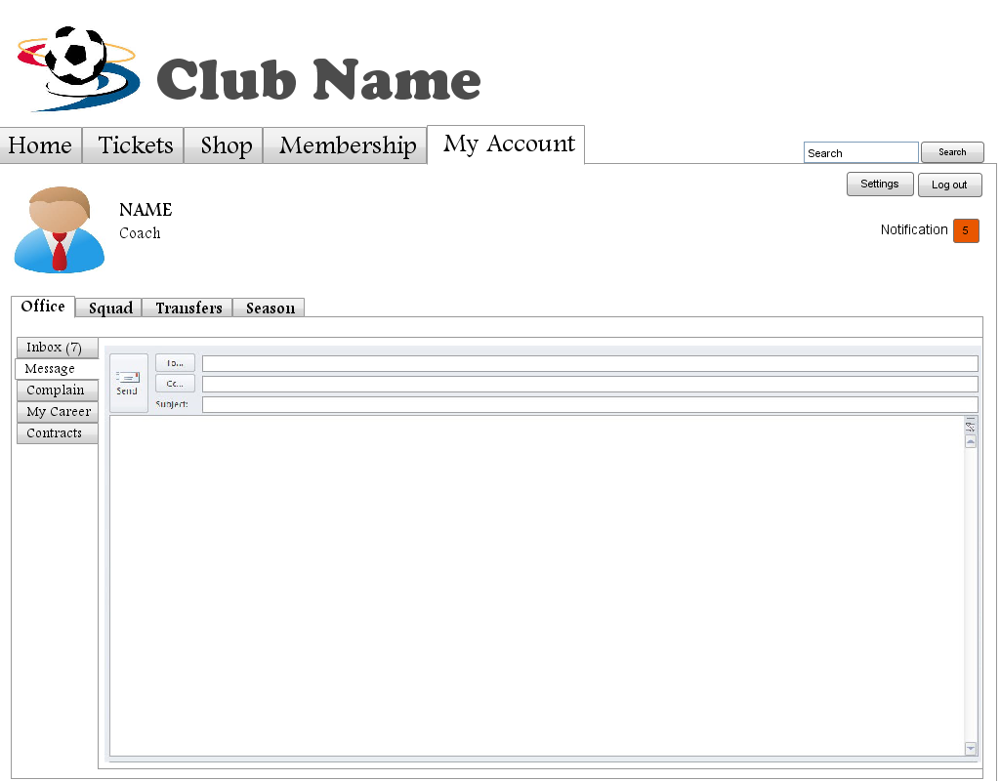 Club Name
Home Tickets Shop Membership My Account
Search Search
Settings Log out
NAME
Coach
Notification 5
Office Squad Transfers Season
Inbox (7)
Message
Complain
My Career
Contracts
Send
To...
Cc...
Subject: